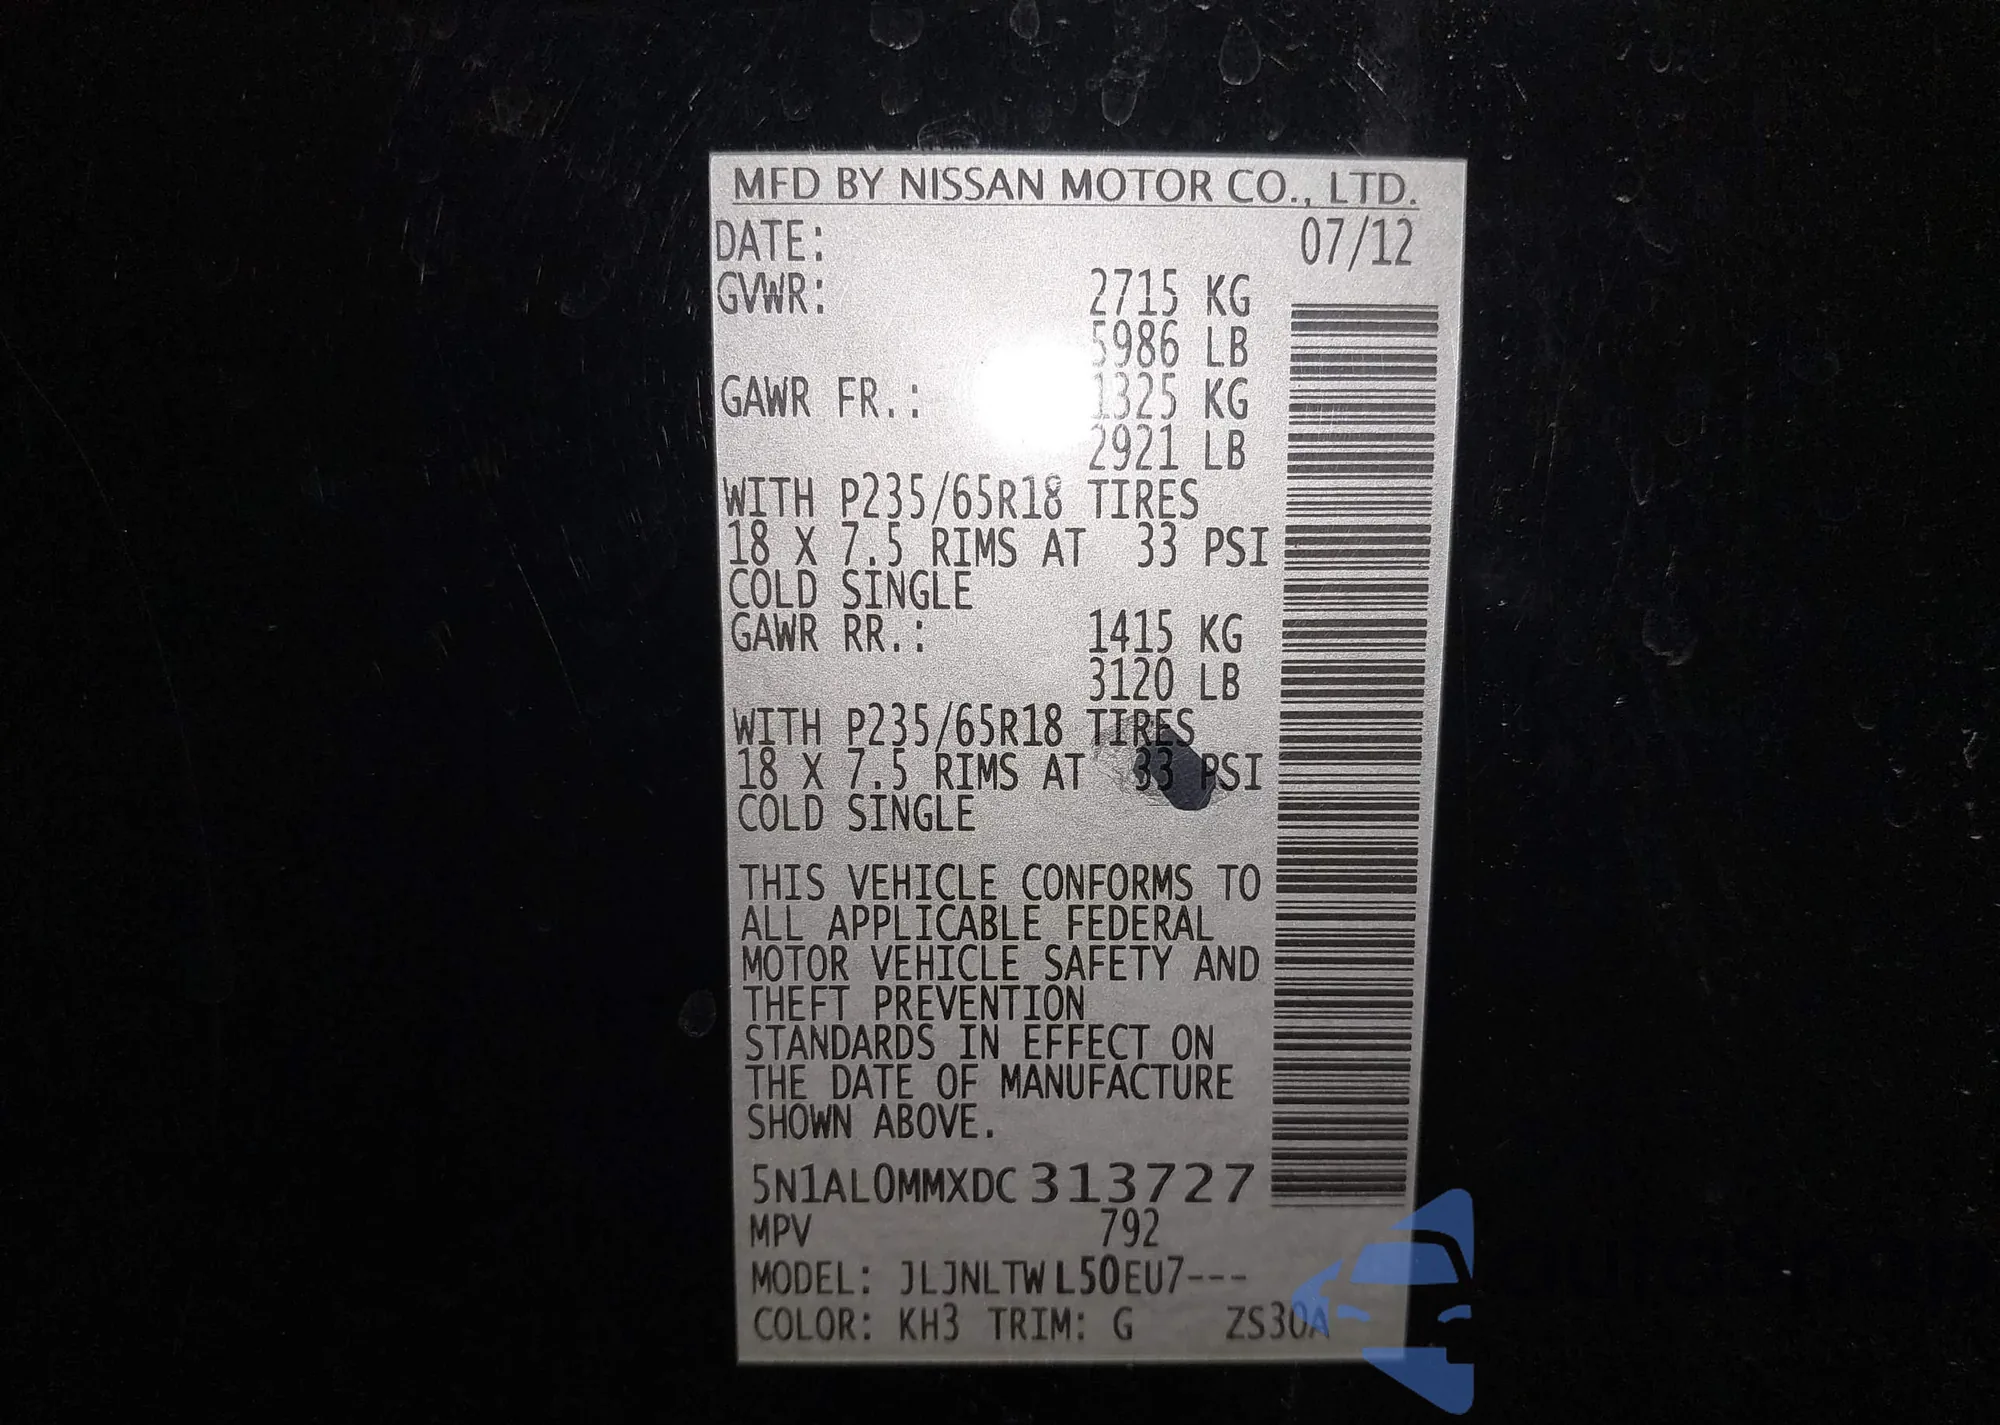 MFD BY NISSAN MOTOR CO., LTD.
DATE: 07/12
GVWR: 2715 KG
5986 LB
GAWR FR.: 1325 KG
2921 LB
WITH P235/65R18 TIRES
18 X 7.5 RIMS AT 33 PSI
COLD SINGLE
GAWR RR.: 1415 KG
3120 LB
WITH P235/65R18 TIRES
18 X 7.5 RIMS AT 33 PSI
COLD SINGLE
THIS VEHICLE CONFORMS TO
ALL APPLICABLE FEDERAL
MOTOR VEHICLE SAFETY AND
THEFT PREVENTION
STANDARDS IN EFFECT ON
THE DATE OF MANUFACTURE
SHOWN ABOVE.
5N1AL0MMXDC313727
MPV 792
MODEL: JLJNLTWL50EU7---
COLOR: KH3 TRIM: G ZS30A